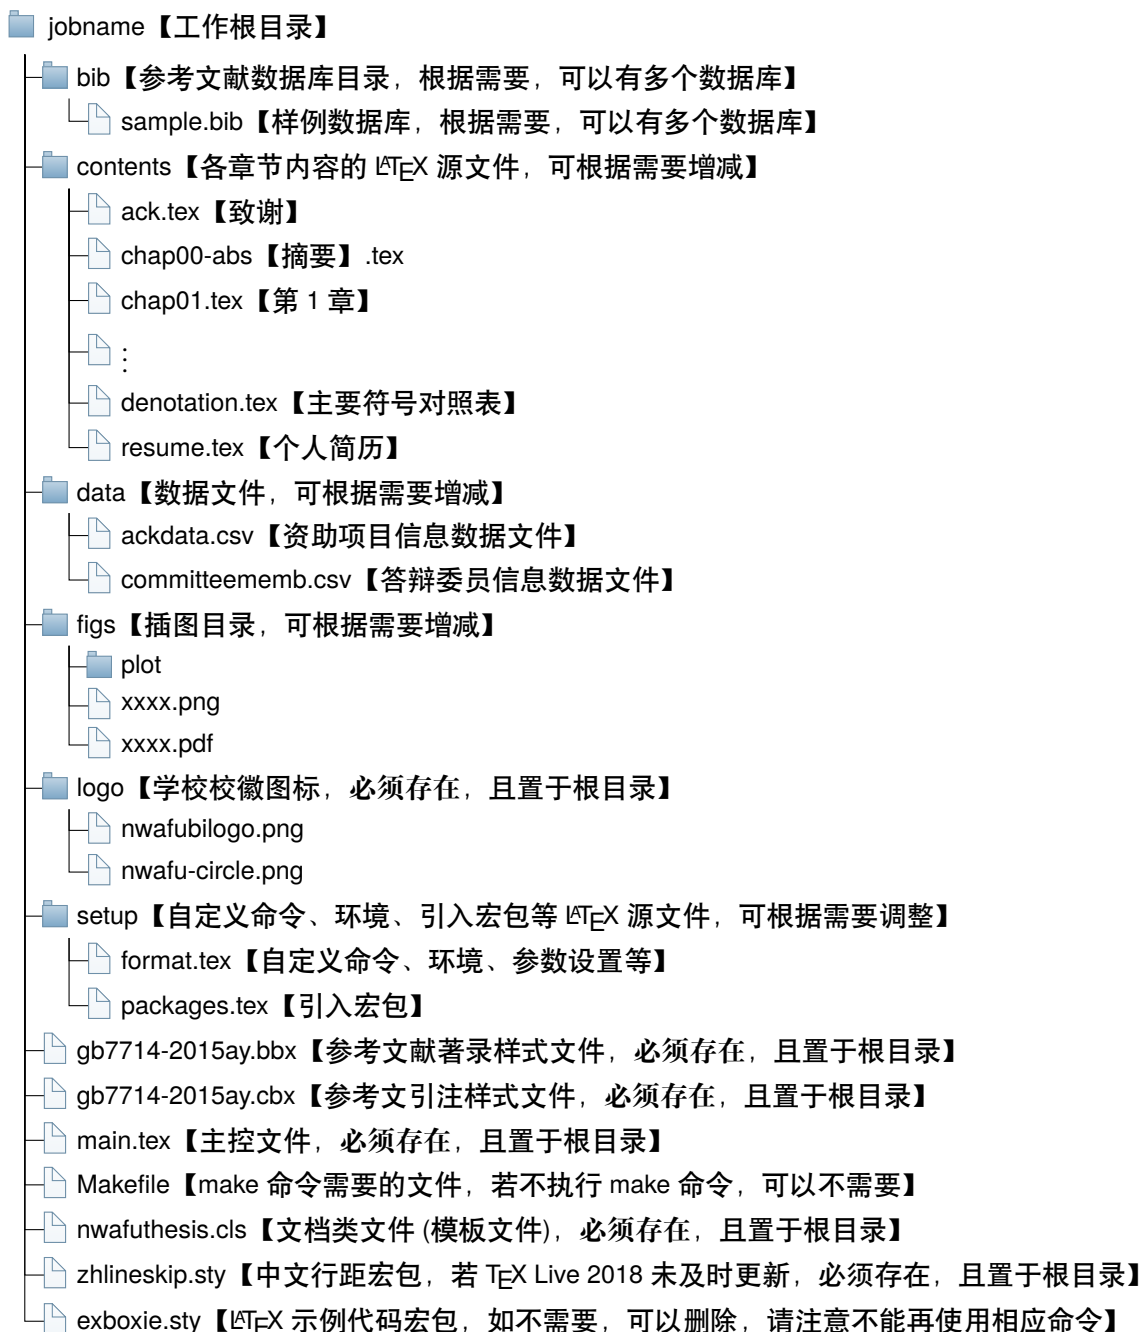 jobname【工作根目录】
bib【参考文献数据库目录，根据需要，可以有多个数据库】
sample.bib【样例数据库，根据需要，可以有多个数据库】
contents【各章节内容的 LATEX 源文件，可根据需要增减】
ack.tex【致谢】
chap00-abs【摘要】.tex
chap01.tex【第 1 章】
⋮
denotation.tex【主要符号对照表】
resume.tex【个人简历】
data【数据文件，可根据需要增减】
ackdata.csv【资助项目信息数据文件】
committeememb.csv【答辩委员信息数据文件】
figs【插图目录，可根据需要增减】
plot
xxxx.png
xxxx.pdf
logo【学校校徽图标，必须存在，且置于根目录】
nwafubilogo.png
nwafu-circle.png
setup【自定义命令、环境、引入宏包等 LATEX 源文件，可根据需要调整】
format.tex【自定义命令、环境、参数设置等】
packages.tex【引入宏包】
gb7714-2015ay.bbx【参考文献著录样式文件，必须存在，且置于根目录】
gb7714-2015ay.cbx【参考文引注样式文件，必须存在，且置于根目录】
main.tex【主控文件，必须存在，且置于根目录】
Makefile【make 命令需要的文件，若不执行 make 命令，可以不需要】
nwafuthesis.cls【文档类文件 (模板文件)，必须存在，且置于根目录】
zhlineskip.sty【中文行距宏包，若 TEX Live 2018 未及时更新，必须存在，且置于根目录】
exboxie.sty【LATEX 示例代码宏包，如不需要，可以删除，请注意不能再使用相应命令】